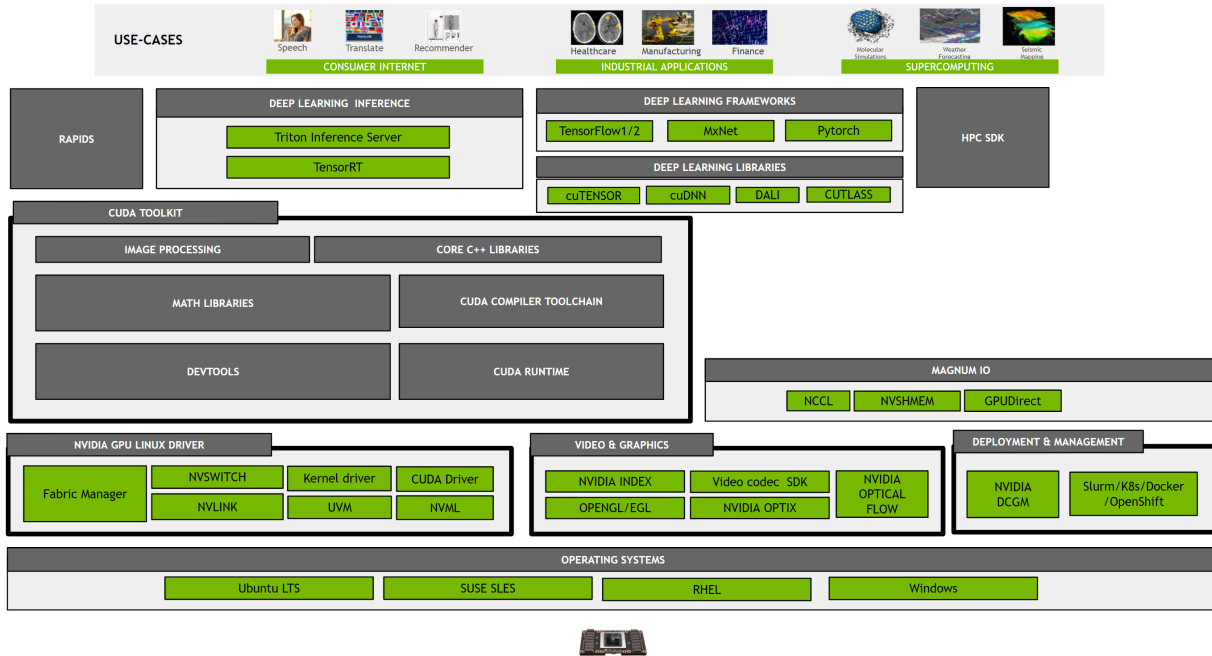 USE-CASES
Speech
Translate
Recommender
CONSUMER INTERNET
Healthcare
Manufacturing
Finance
INDUSTRIAL APPLICATIONS
Molecular
Simulations
Weather
Forecasting
Seismic
Mapping
SUPERCOMPUTING
RAPIDS
DEEP LEARNING INFERENCE
Triton Inference Server
TensorRT
DEEP LEARNING FRAMEWORKS
TensorFlow1/2
MxNet
Pytorch
DEEP LEARNING LIBRARIES
cuTENSOR
cuDNN
DALI
CUTLASS
HPC SDK
CUDA TOOLKIT
IMAGE PROCESSING
CORE C++ LIBRARIES
MATH LIBRARIES
CUDA COMPILER TOOLCHAIN
DEVTOOLS
CUDA RUNTIME
MAGNUM IO
NCCL
NVSHMEM
GPUDirect
NVIDIA GPU LINUX DRIVER
Fabric Manager
NVSWITCH
Kernel driver
CUDA Driver
NVLINK
UVM
NVML
VIDEO & GRAPHICS
NVIDIA INDEX
Video codec SDK
OPENGL/EGL
NVIDIA OPTIX
NVIDIA
OPTICAL
FLOW
DEPLOYMENT & MANAGEMENT
NVIDIA
DCGM
Slurm/K8s/Docker
/OpenShift
OPERATING SYSTEMS
Ubuntu LTS
SUSE SLES
RHEL
Windows